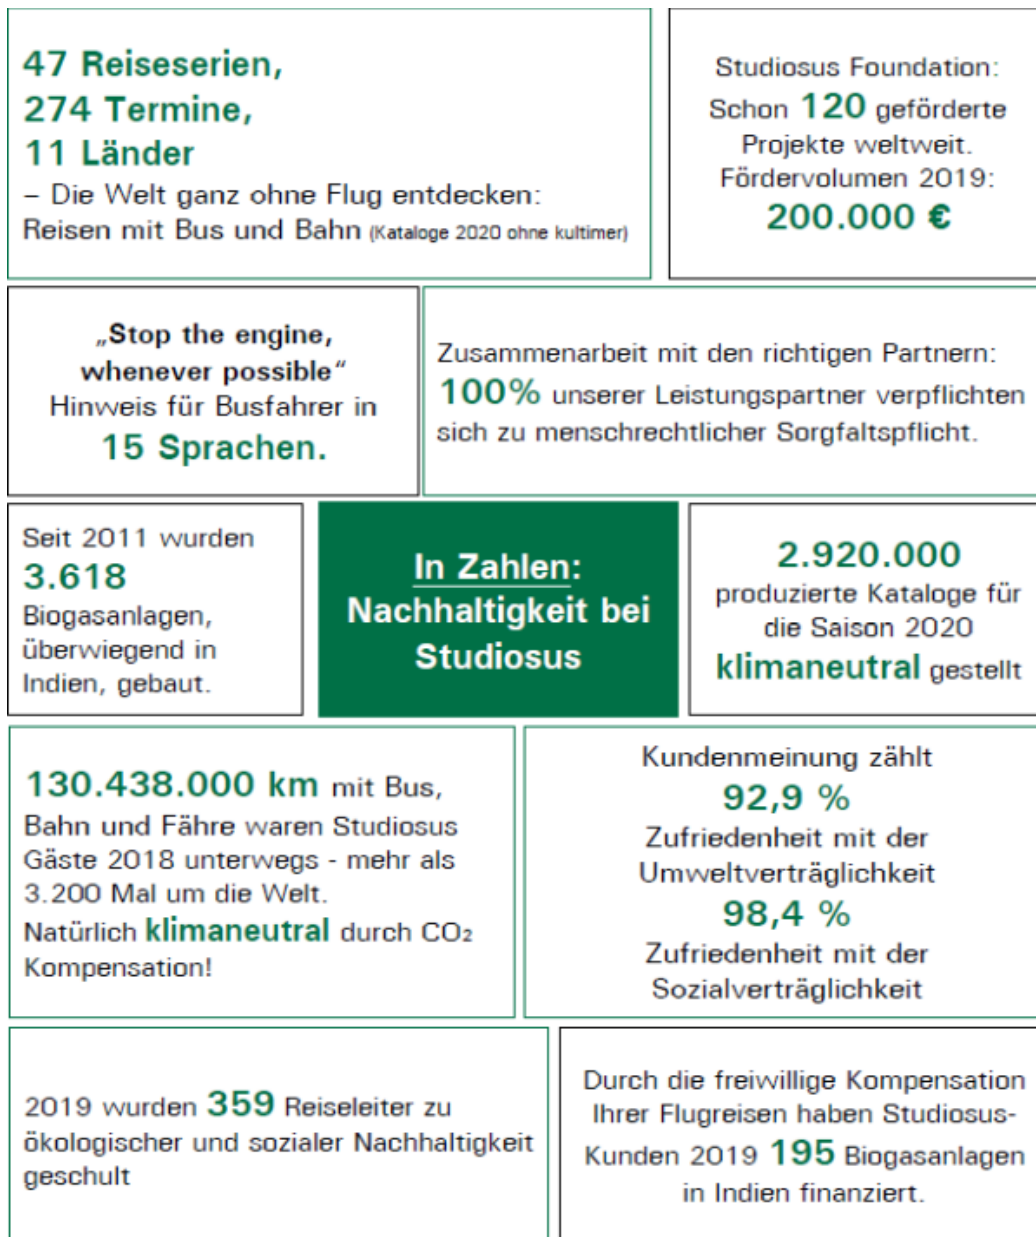 47 Reiseserien,
274 Termine,
11 Länder
– Die Welt ganz ohne Flug entdecken:
Reisen mit Bus und Bahn (Kataloge 2020 ohne kultimer)
Studiosus Foundation:
Schon 120 geförderte
Projekte weltweit.
Fördervolumen 2019:
200.000 €
„Stop the engine,
whenever possible“
Hinweis für Busfahrer in
15 Sprachen.
Zusammenarbeit mit den richtigen Partnern:
100% unserer Leistungspartner verpflichten
sich zu menschrechtlicher Sorgfaltspflicht.
Seit 2011 wurden
3.618
Biogasanlagen,
überwiegend in
Indien, gebaut.
In Zahlen:
Nachhaltigkeit bei
Studiosus
2.920.000
produzierte Kataloge für
die Saison 2020
klimaneutral gestellt
130.438.000 km mit Bus,
Bahn und Fähre waren Studiosus
Gäste 2018 unterwegs - mehr als
3.200 Mal um die Welt.
Natürlich klimaneutral durch CO₂
Kompensation!
Kundenmeinung zählt
92,9 %
Zufriedenheit mit der
Umweltverträglichkeit
98,4 %
Zufriedenheit mit der
Sozialverträglichkeit
2019 wurden 359 Reiseleiter zu
ökologischer und sozialer Nachhaltigkeit
geschult
Durch die freiwillige Kompensation
Ihrer Flugreisen haben Studiosus-
Kunden 2019 195 Biogasanlagen
in Indien finanziert.